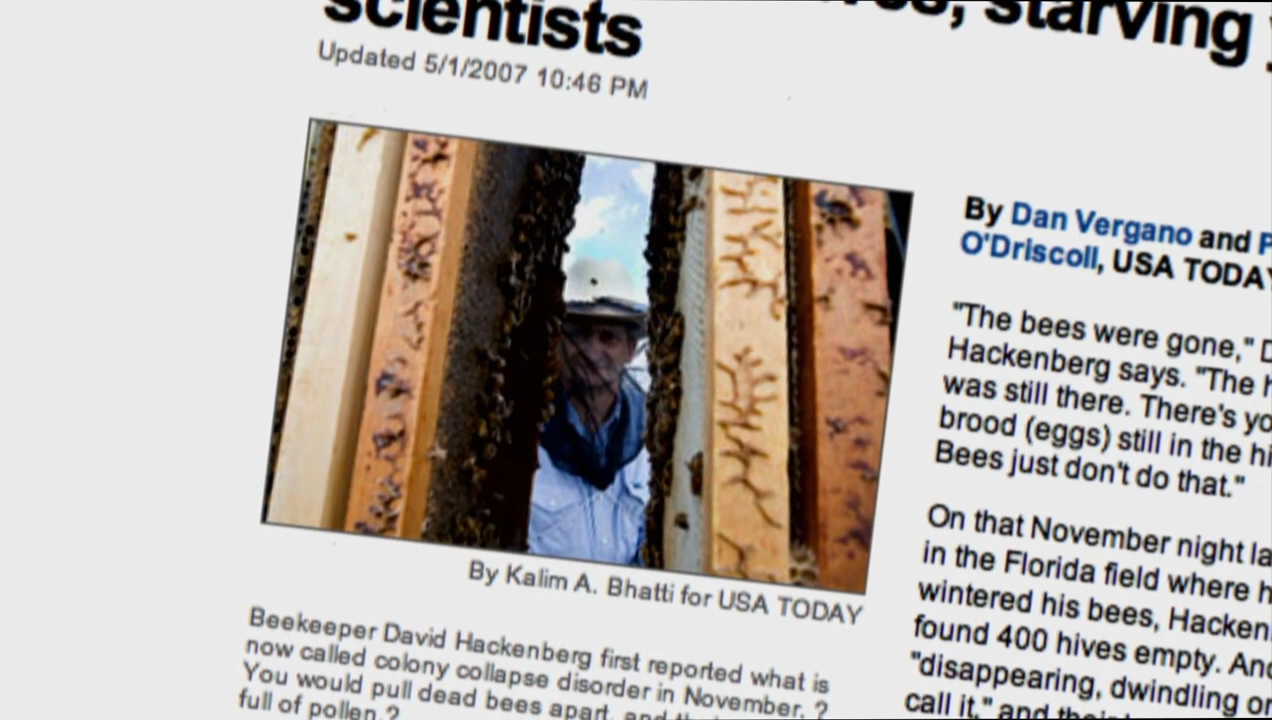 starving
scientists
Updated 5/1/2007 10:46 PM
By Kalim A. Bhatti for USA TODAY
Beekeeper David Hackenberg first reported what is
now called colony collapse disorder in November. ?
You would pull dead bees apart, and
full of pollen.?
By Dan Vergano and
O'Driscoll, USA TODAY
"The bees were gone,"
Hackenberg says. "The
was still there. There's
brood (eggs) still in the
Bees just don't do that."
On that November night
in the Florida field where
wintered his bees,
found 400 hives empty.
"disappearing, dwindling
call it," and